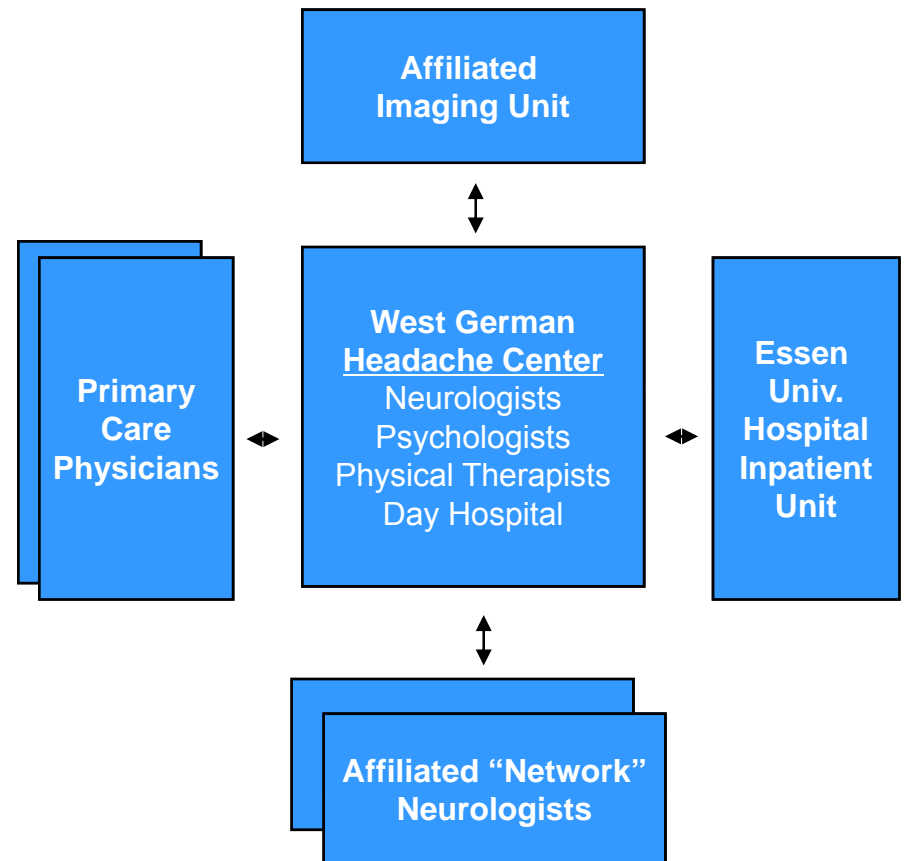 Affiliated
Imaging Unit
Primary
Care
Physicians
West German
Headache Center
Neurologists
Psychologists
Physical Therapists
Day Hospital
Essen
Univ.
Hospital
Inpatient
Unit
Affiliated “Network”
Neurologists